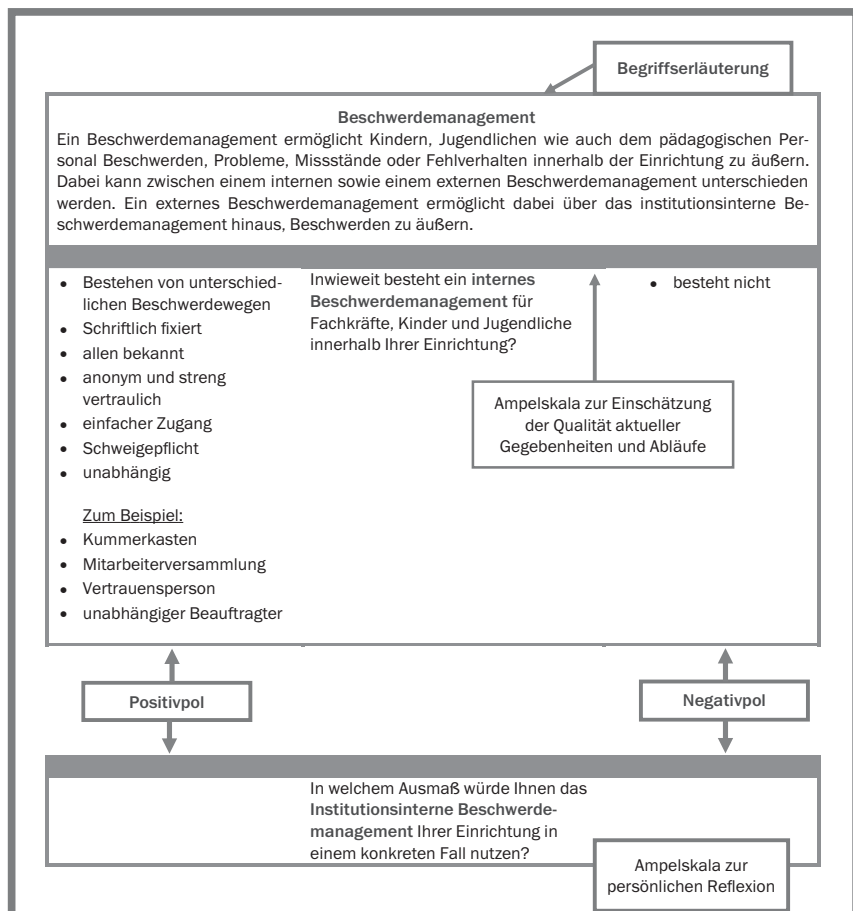 Begriffserläuterung
Beschwerdemanagement
Ein Beschwerdemanagement ermöglicht Kindern, Jugendlichen wie auch dem pädagogischen Per-
sonal Beschwerden, Probleme, Missstände oder Fehlverhalten innerhalb der Einrichtung zu äußern.
Dabei kann zwischen einem internen sowie einem externen Beschwerdemanagement unterschieden
werden. Ein externes Beschwerdemanagement ermöglicht dabei über das institutionsinterne Be-
schwerdemanagement hinaus, Beschwerden zu äußern.
• Bestehen von unterschied-
lichen Beschwerdewegen
• Schriftlich fixiert
• allen bekannt
• anonym und streng
vertraulich
• einfacher Zugang
• Schweigepflicht
• unabhängig
Zum Beispiel:
• Kummerkasten
• Mitarbeiterversammlung
• Vertrauensperson
• unabhängiger Beauftragter
Inwieweit besteht ein internes
Beschwerdemanagement für
Fachkräfte, Kinder und Jugendliche
innerhalb Ihrer Einrichtung?
• besteht nicht
Ampelskala zur Einschätzung
der Qualität aktueller
Gegebenheiten und Abläufe
Positivpol
Negativpol
In welchem Ausmaß würde Ihnen das
Institutionsinterne Beschwerde-
management Ihrer Einrichtung in
einem konkreten Fall nutzen?
Ampelskala zur
persönlichen Reflexion